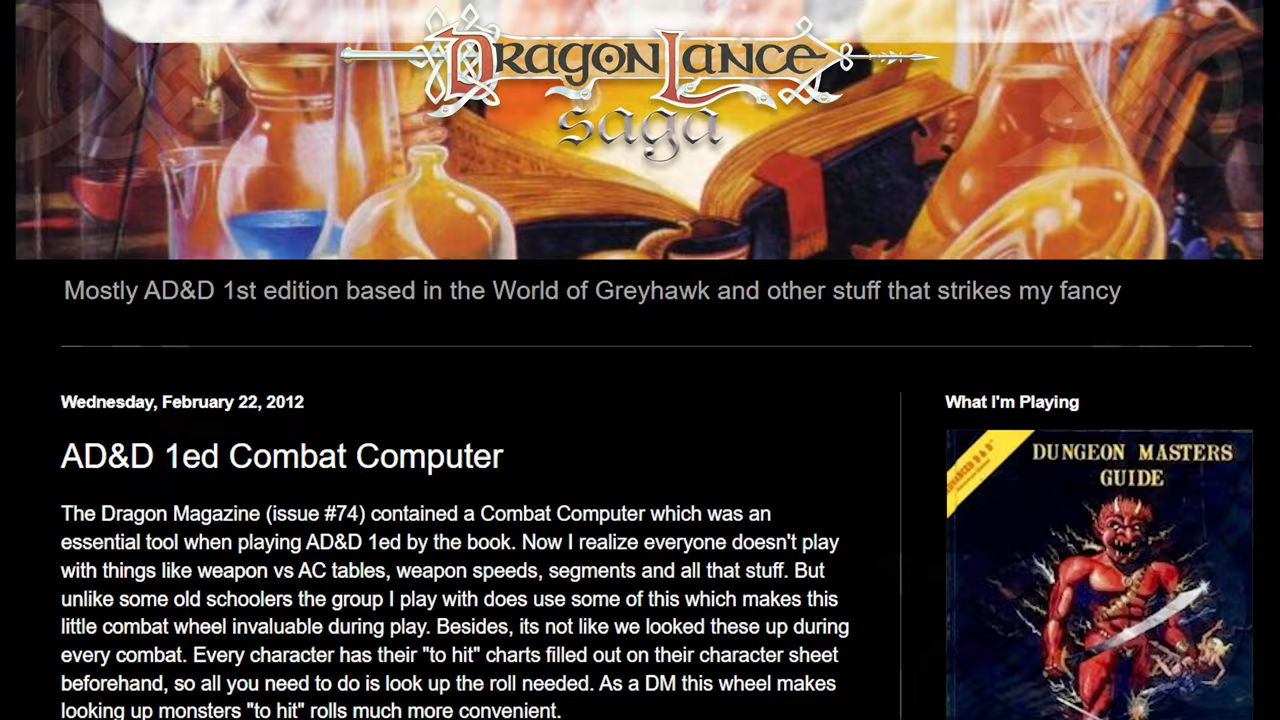 DragonLance
saga
Mostly AD&D 1st edition based in the World of Greyhawk and other stuff that strikes my fancy
Wednesday, February 22, 2012
AD&D 1ed Combat Computer
The Dragon Magazine (issue #74) contained a Combat Computer which was an
essential tool when playing AD&D 1ed by the book. Now I realize everyone doesn't play
with things like weapon vs AC tables, weapon speeds, segments and all that stuff. But
unlike some old schoolers the group I play with does use some of this which makes this
little combat wheel invaluable during play. Besides, its not like we looked these up during
every combat. Every character has their "to hit" charts filled out on their character sheet
beforehand, so all you need to do is look up the roll needed. As a DM this wheel makes
looking up monsters "to hit" rolls much more convenient.
What I'm Playing
ADVANCED D&D
DUNGEON MASTERS
GUIDE